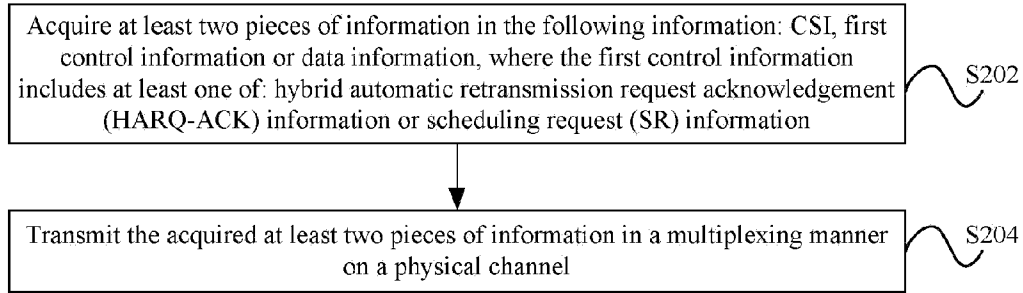 Acquire at least two pieces of information in the following information: CSI, first
control information or data information, where the first control information
includes at least one of: hybrid automatic retransmission request acknowledgement
(HARQ-ACK) information or scheduling request (SR) information
S202
Transmit the acquired at least two pieces of information in a multiplexing manner
on a physical channel
S204